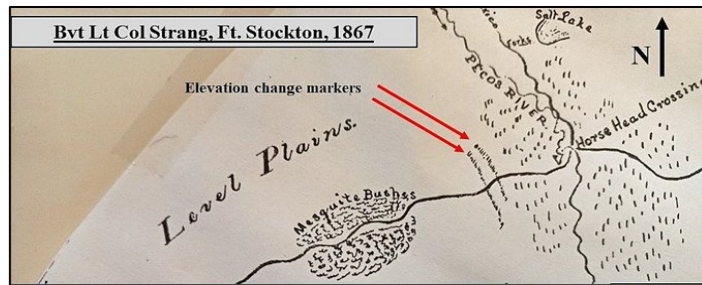 Bvt Lt Col Strang, Ft. Stockton, 1867
Elevation change markers
N
Salt Lake
Forks
Pecos River
Horse Head Crossing
Level Plains.
Mesquite Bushes